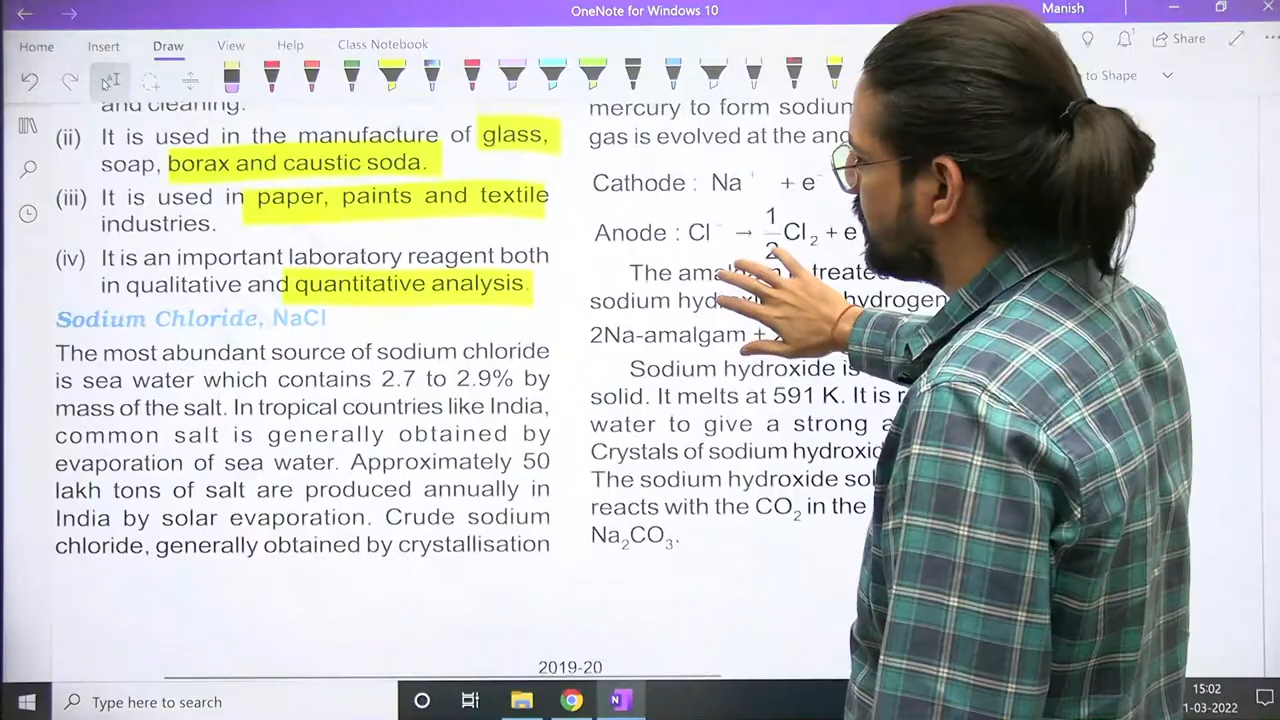 OneNote for Windows 10
Manish
Home Insert Draw View Help Class Notebook
Share
to Shape
and cleaning.
(ii) It is used in the manufacture of glass,
soap, borax and caustic soda.
(iii) It is used in paper, paints and textile
industries.
(iv) It is an important laboratory reagent both
in qualitative and quantitative analysis.
Sodium Chloride, NaCl
The most abundant source of sodium chloride
is sea water which contains 2.7 to 2.9% by
mass of the salt. In tropical countries like India,
common salt is generally obtained by
evaporation of sea water. Approximately 50
lakh tons of salt are produced annually in
India by solar evaporation. Crude sodium
chloride, generally obtained by crystallisation
mercury to form sodium
gas is evolved at the
Cathode : Na⁺ + e⁻
Anode : Cl⁻ → 1/2 Cl₂ + e
The treated
sodium hydrogen
2Na-amalgam +
Sodium hydroxide is
solid. It melts at 591 K. It is
water to give a strong
Crystals of sodium
The sodium hydroxide
reacts with the CO₂ in the
Na₂CO₃.
2019-20
Type here to search
15:02
1-03-2022